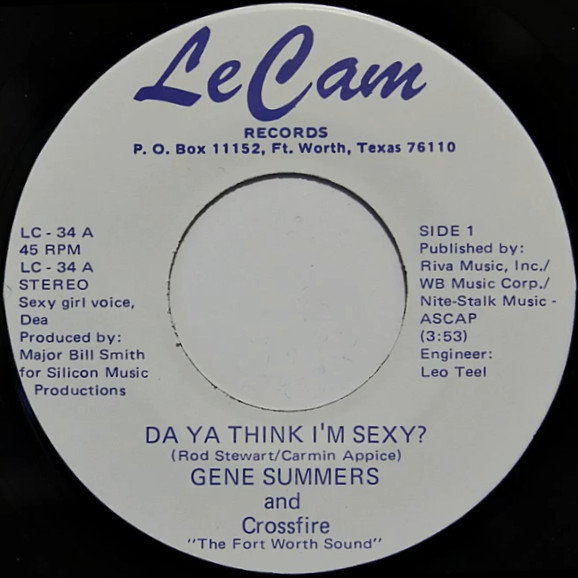 LeCam
RECORDS
P. O. Box 11152, Ft. Worth, Texas 76110
LC - 34 A
45 RPM
LC - 34 A
STEREO
Sexy girl voice,
Dea
Produced by:
Major Bill Smith
for Silicon Music
Productions
SIDE 1
Published by:
Riva Music, Inc./
WB Music Corp./
Nite-Stalk Music -
ASCAP
(3:53)
Engineer:
Leo Teel
DA YA THINK I'M SEXY?
(Rod Stewart/Carmin Appice)
GENE SUMMERS
and
Crossfire
"The Fort Worth Sound"